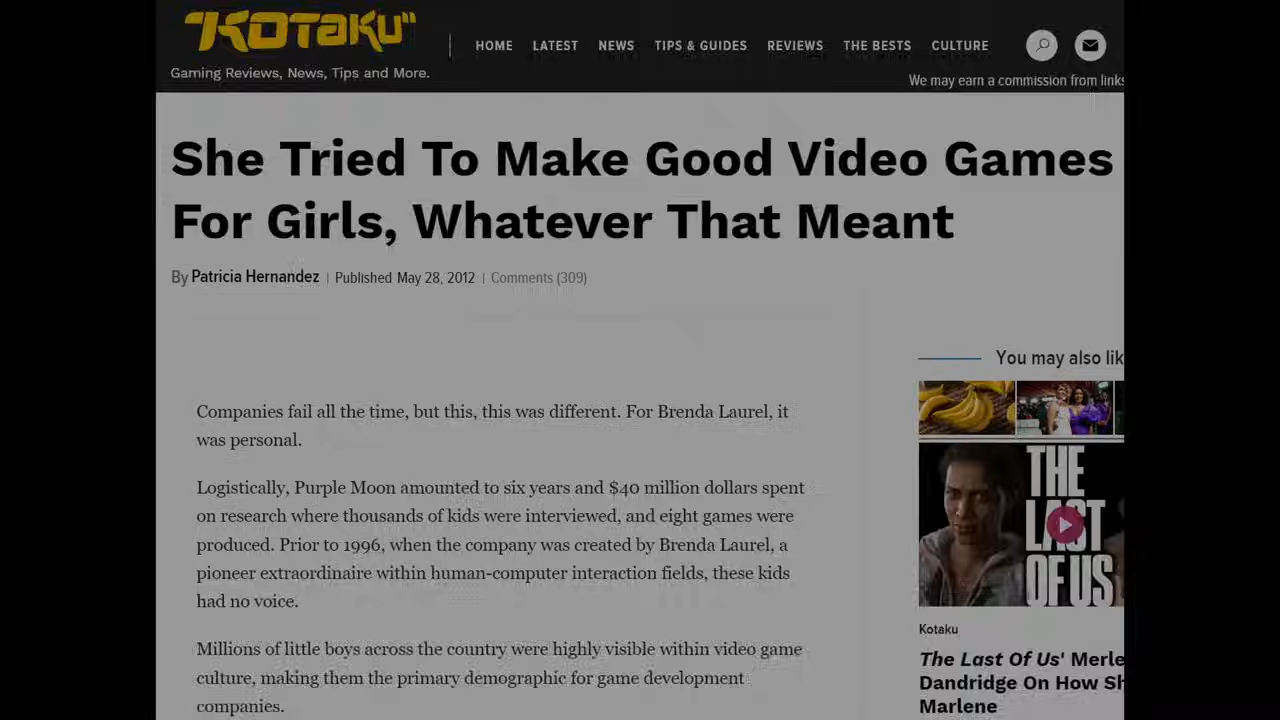 "KOTAKU"
HOME LATEST NEWS TIPS & GUIDES REVIEWS THE BESTS CULTURE
Gaming Reviews, News, Tips and More.
We may earn a commission from links
She Tried To Make Good Video Games
For Girls, Whatever That Meant
By Patricia Hernandez | Published May 28, 2012 | Comments (309)
You may also lik
Companies fail all the time, but this, this was different. For Brenda Laurel, it
was personal.
Logistically, Purple Moon amounted to six years and $40 million dollars spent
on research where thousands of kids were interviewed, and eight games were
produced. Prior to 1996, when the company was created by Brenda Laurel, a
pioneer extraordinaire within human-computer interaction fields, these kids
had no voice.
Millions of little boys across the country were highly visible within video game
culture, making them the primary demographic for game development
companies.
THE
LAST
OF US
Kotaku
The Last Of Us' Merle
Dandridge On How Sh
Marlene